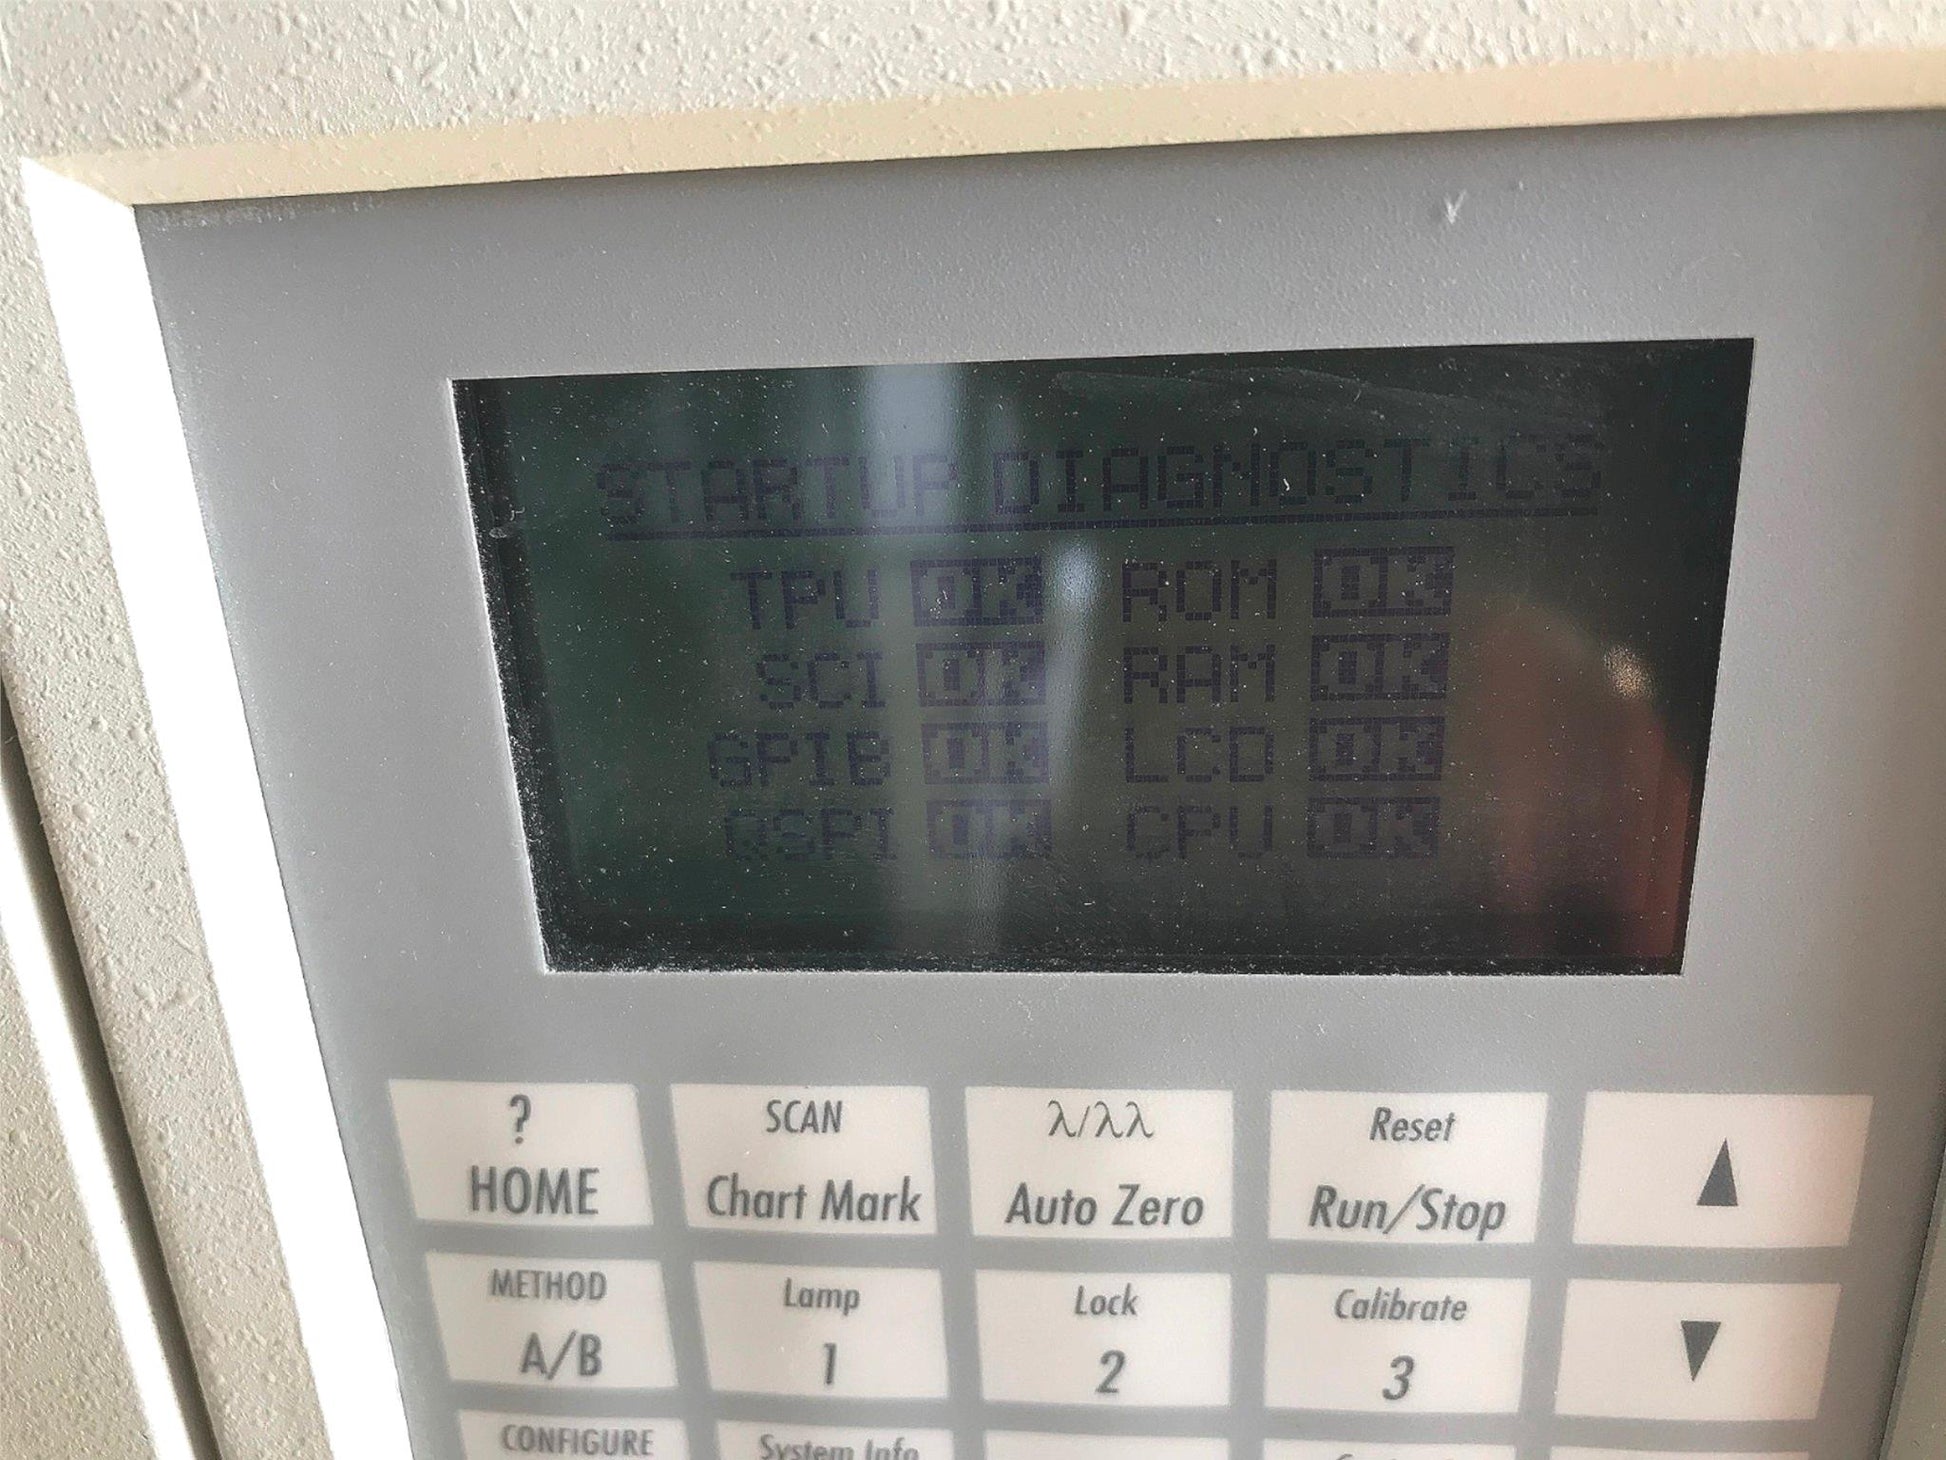 STARTUP DIAGNOSTICS
TPU OK ROM OK
SCI OK RAM OK
GPIB OK LCD OK
QSPI OK CPU OK
? SCAN λ/λλ Reset ▲
HOME Chart Mark Auto Zero Run/Stop
METHOD Lamp Lock Calibrate ▼
A/B 1 2 3
CONFIGURE System Info